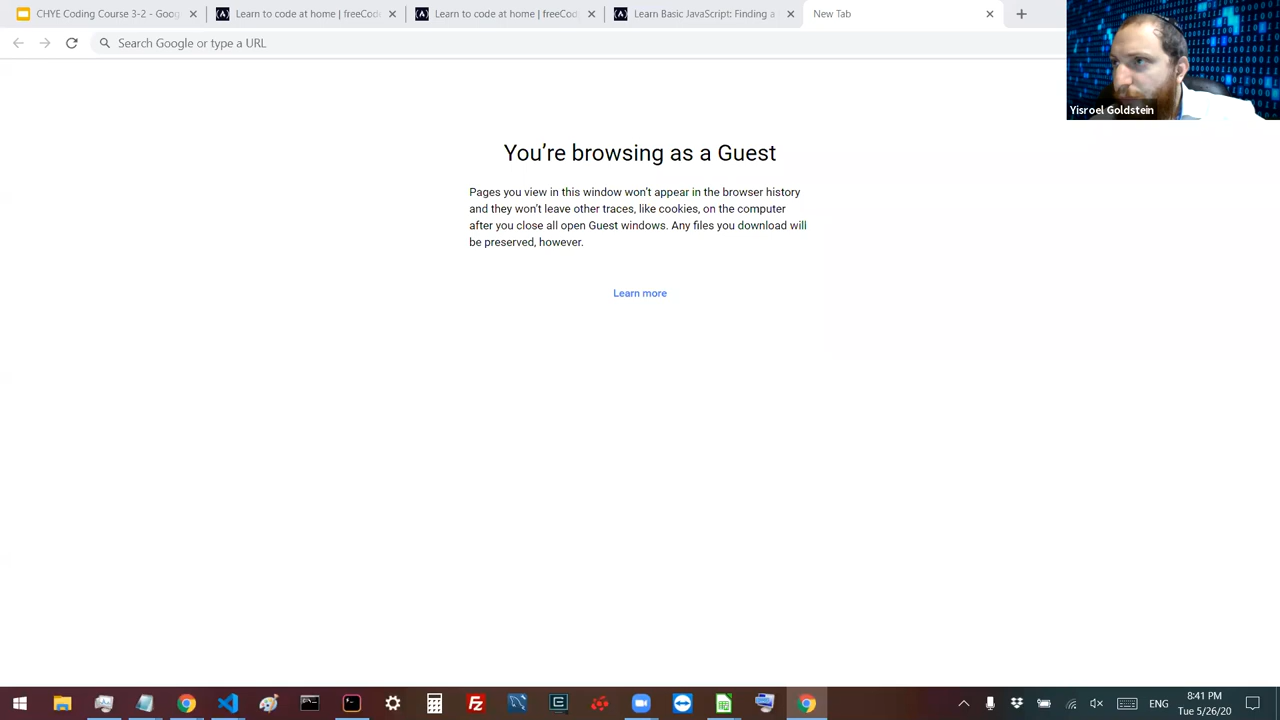 CHYE Coding Course 3-2 - Goog
Learn to code at home | freeCod
Learn to code at home | freeCod
Learn Basic JavaScript: Finding a
New Tab
Search Google or type a URL
Yisroel Goldstein
You're browsing as a Guest
Pages you view in this window won't appear in the browser history
and they won't leave other traces, like cookies, on the computer
after you close all open Guest windows. Any files you download will
be preserved, however.
Learn more
ENG
8:41 PM
Tue 5/26/20